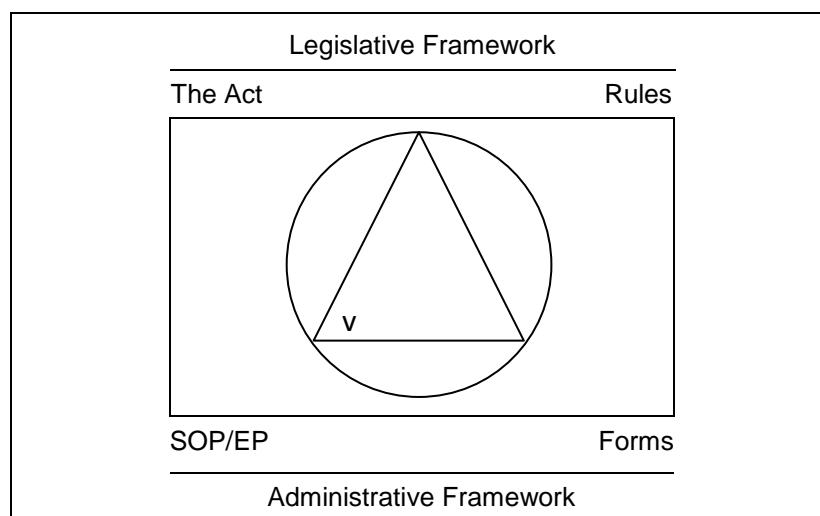 Legislative Framework
The Act Rules
v
SOP/EP Forms
Administrative Framework